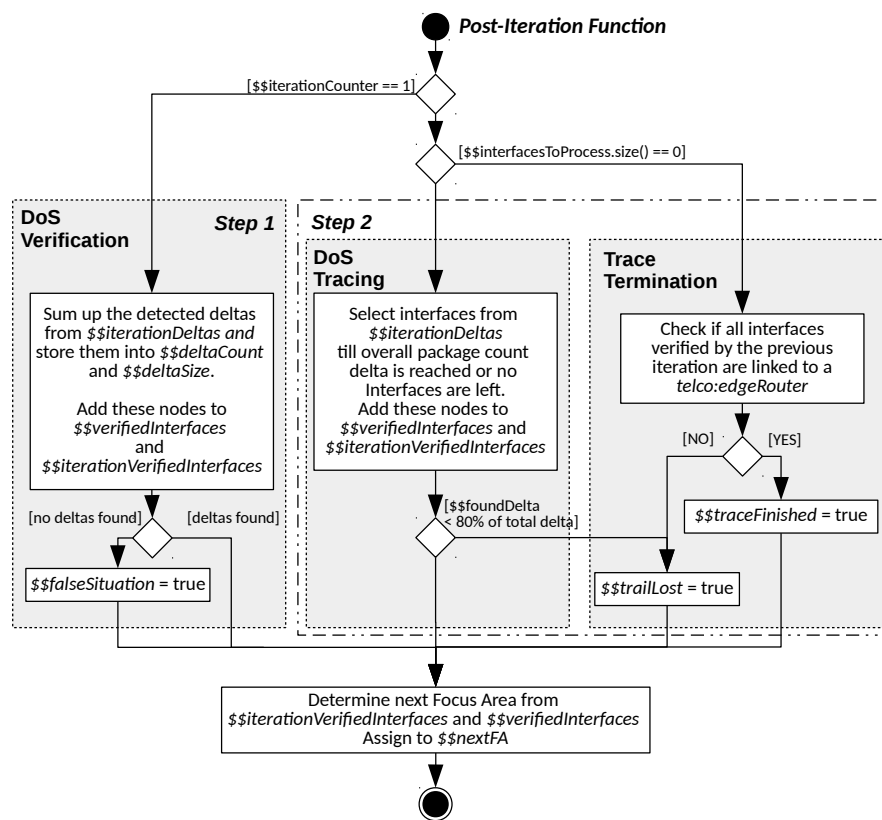 Post-Iteration Function
[$$iterationCounter == 1]
[$$interfacesToProcess.size() == 0]
DoS
Verification
Step 1
Sum up the detected deltas
from $$iterationDeltas and
store them into $$deltaCount
and $$deltaSize.
Add these nodes to
$$verifiedInterfaces
and
$$iterationVerifiedInterfaces
[no deltas found]
[deltas found]
$$falseSituation = true
Step 2
DoS
Tracing
Select interfaces from
$$iterationDeltas
till overall package count
delta is reached or no
Interfaces are left.
Add these nodes to
$$verifiedInterfaces and
$$iterationVerifiedInterfaces
[$$foundDelta
< 80% of total delta]
Trace
Termination
Check if all interfaces
verified by the previous
iteration are linked to a
telco:edgeRouter
[NO]
[YES]
$$traceFinished = true
$$trailLost = true
Determine next Focus Area from
$$iterationVerifiedInterfaces and $$verifiedInterfaces
Assign to $$nextFA